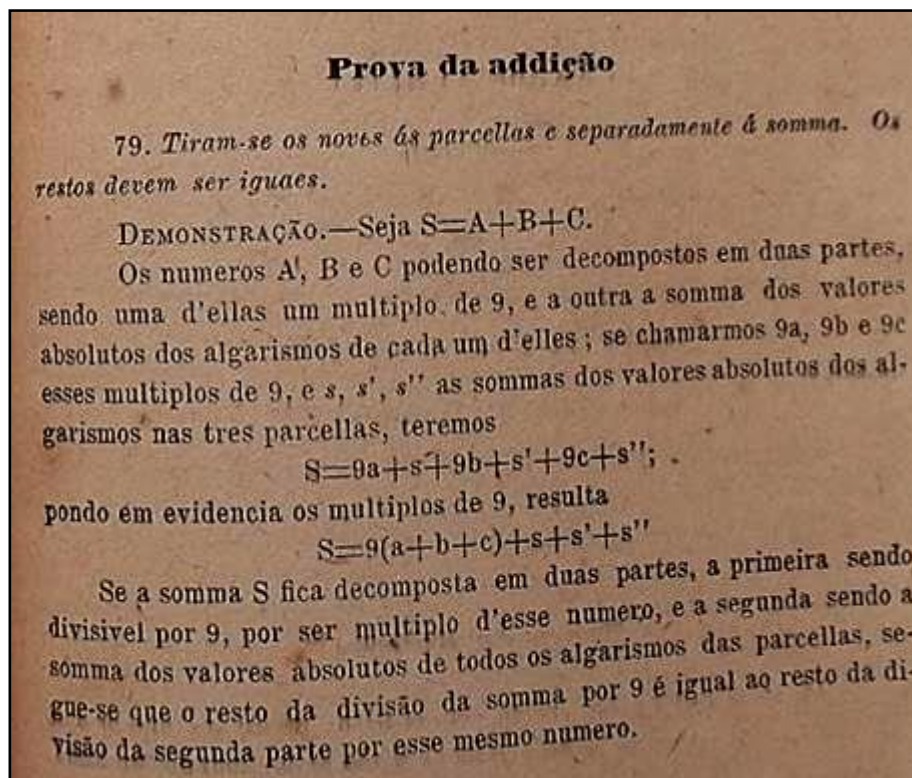 Prova da addição
79. Tiram-se os noves ás parcellas e separadamente á somma. Os
restos devem ser iguaes.
DEMONSTRAÇÃO.—Seja S=A+B+C.
Os numeros A', B e C podendo ser decompostos em duas partes,
sendo uma d'ellas um multiplo de 9, e a outra a somma dos valores
absolutos dos algarismos de cada um d'elles; se chamarmos 9a, 9b e 9c
esses multiplos de 9, e s, s', s'' as sommas dos valores absolutos dos al-
garismos nas tres parcellas, teremos
S=9a+s+9b+s'+9c+s'';
pondo em evidencia os multiplos de 9, resulta
S=9(a+b+c)+s+s'+s''
Se a somma S fica decomposta em duas partes, a primeira sendo
divisivel por 9, por ser multiplo d'esse numero, e a segunda sendo a
somma dos valores absolutos de todos os algarismos das parcellas, se-
gue-se que o resto da divisão da somma por 9 é igual ao resto da di-
visão da segunda parte por esse mesmo numero.